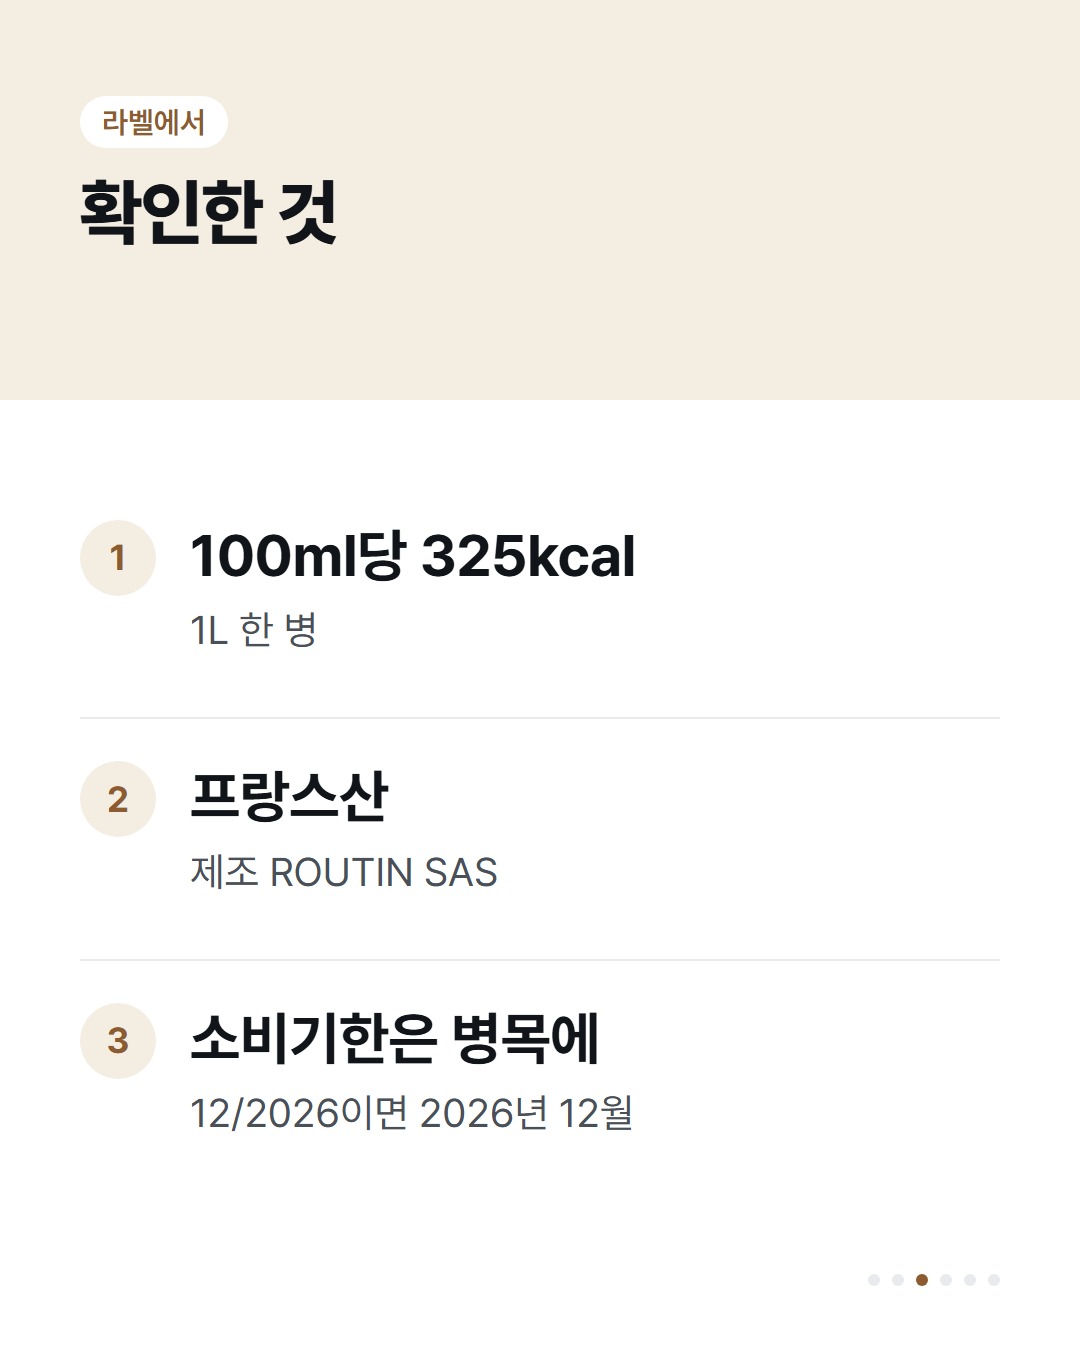 라벨에서
확인한 것
1
100ml당 325kcal
1L 한 병
2
프랑스산
제조 ROUTIN SAS
3
소비기한은 병목에
12/2026이면 2026년 12월